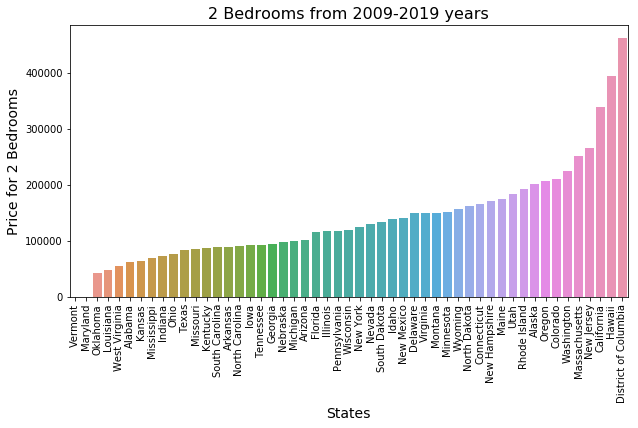 2 Bedrooms from 2009-2019 years
Price for 2 Bedrooms
400000
300000
200000
100000
0
Vermont
Maryland
Oklahoma
Louisiana
West Virginia
Alabama
Kansas
Mississippi
Indiana
Ohio
Texas
Missouri
Kentucky
South Carolina
Arkansas
North Carolina
Iowa
Tennessee
Georgia
Nebraska
Michigan
Arizona
Florida
Illinois
Pennsylvania
Wisconsin
New York
Nevada
South Dakota
Idaho
New Mexico
Delaware
Virginia
Montana
Minnesota
Wyoming
North Dakota
Connecticut
New Hampshire
Maine
Utah
Rhode Island
Alaska
Oregon
Colorado
Washington
Massachusetts
New Jersey
California
Hawaii
District of Columbia
States